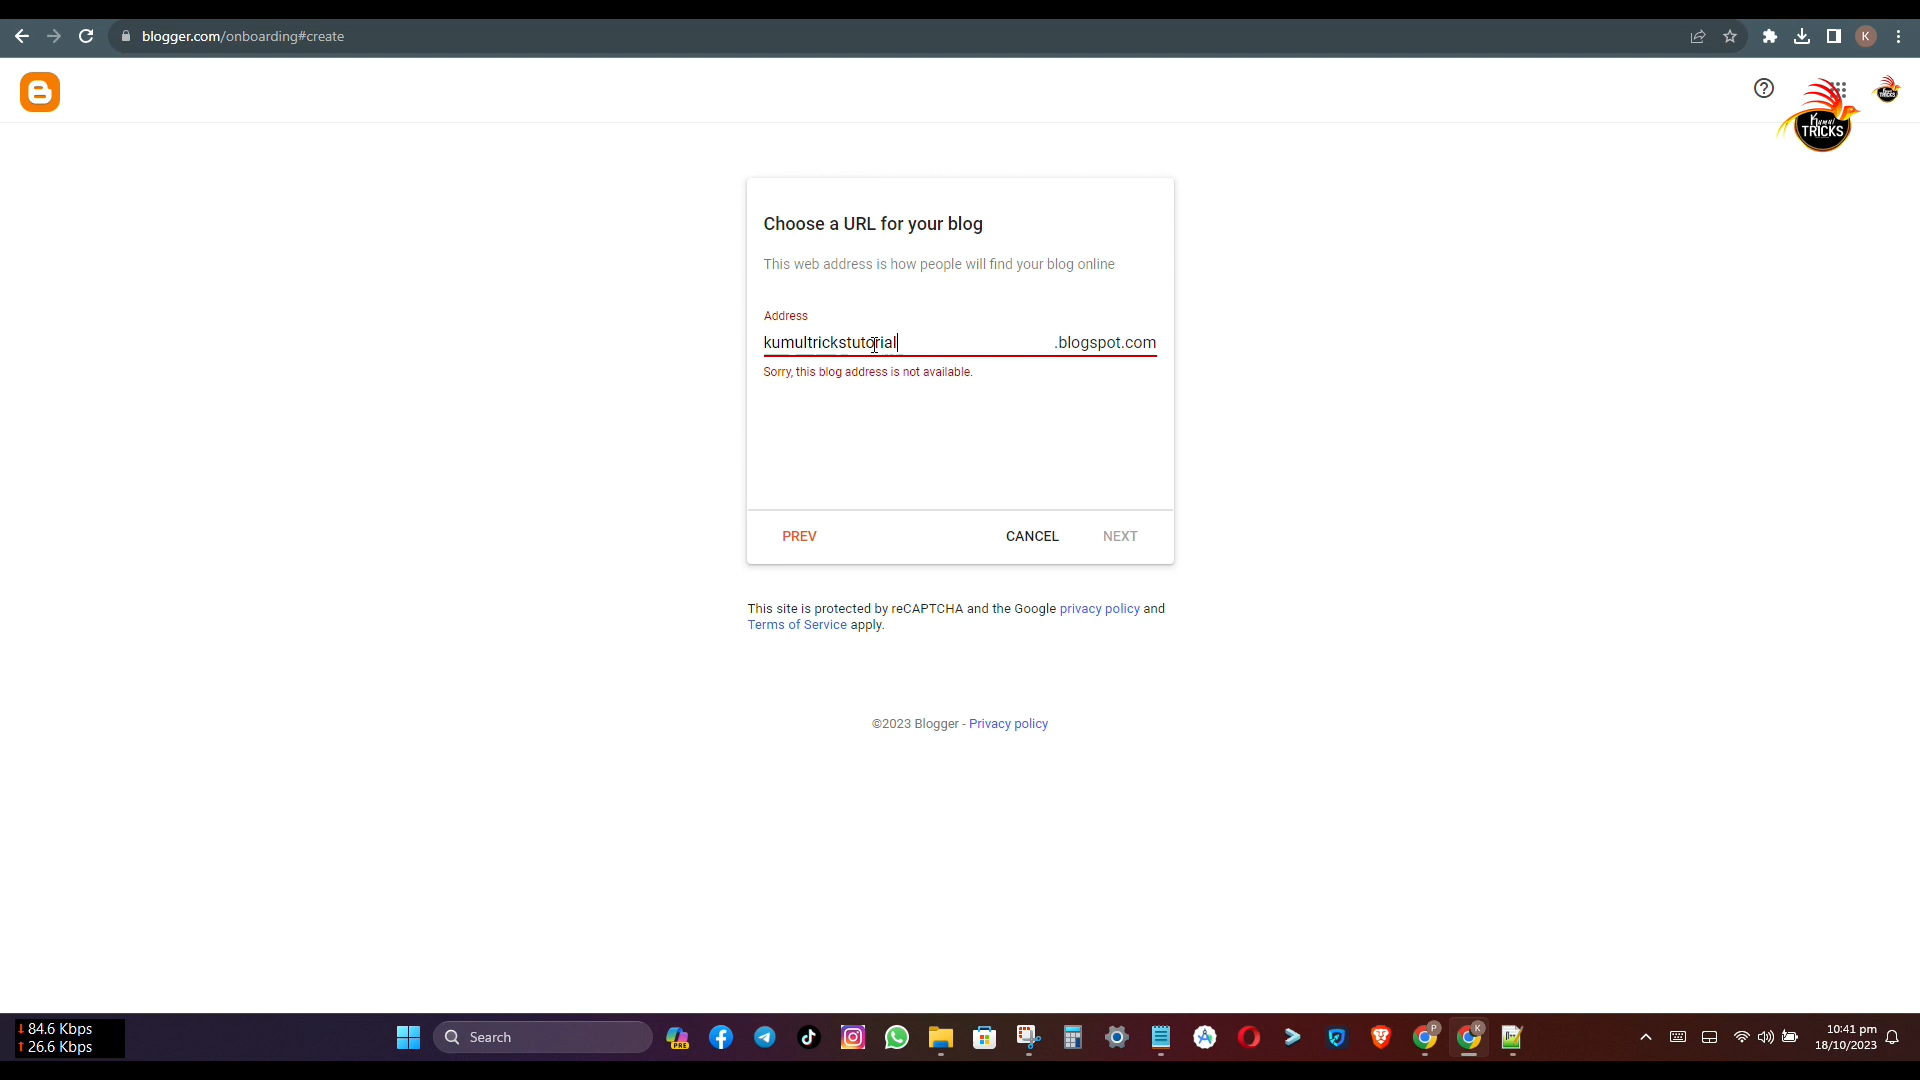 blogger.com/onboarding#create
K
Kumul
TRICKS
Choose a URL for your blog
This web address is how people will find your blog online
Address
kumultrickstutorial
.blogspot.com
Sorry, this blog address is not available.
PREV
CANCEL
NEXT
This site is protected by reCAPTCHA and the Google privacy policy and
Terms of Service apply.
©2023 Blogger - Privacy policy
84.6 Kbps
26.6 Kbps
Search
PRE
P
K
10:41 pm
18/10/2023